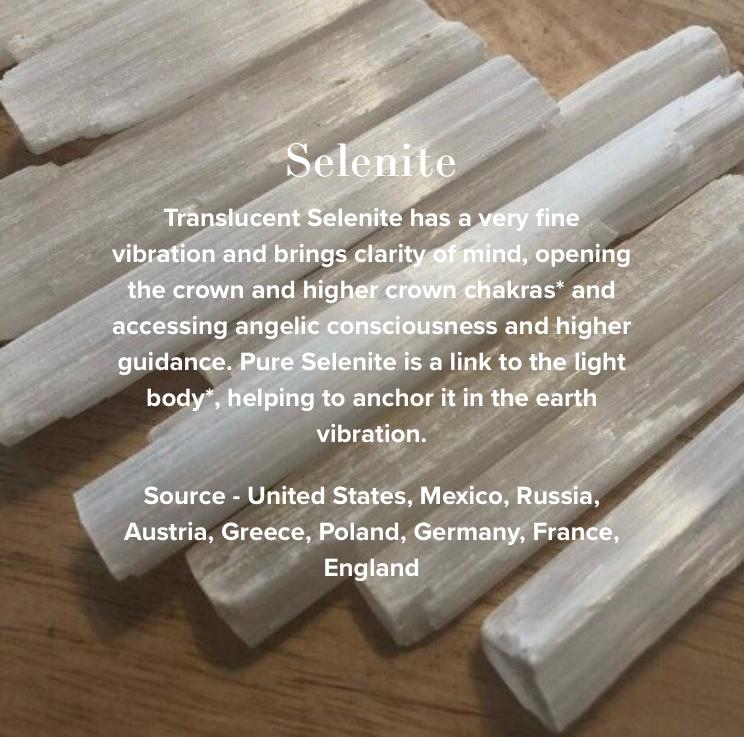 Selenite
Translucent Selenite has a very fine
vibration and brings clarity of mind, opening
the crown and higher crown chakras* and
accessing angelic consciousness and higher
guidance. Pure Selenite is a link to the light
body*, helping to anchor it in the earth
vibration.
Source - United States, Mexico, Russia,
Austria, Greece, Poland, Germany, France,
England